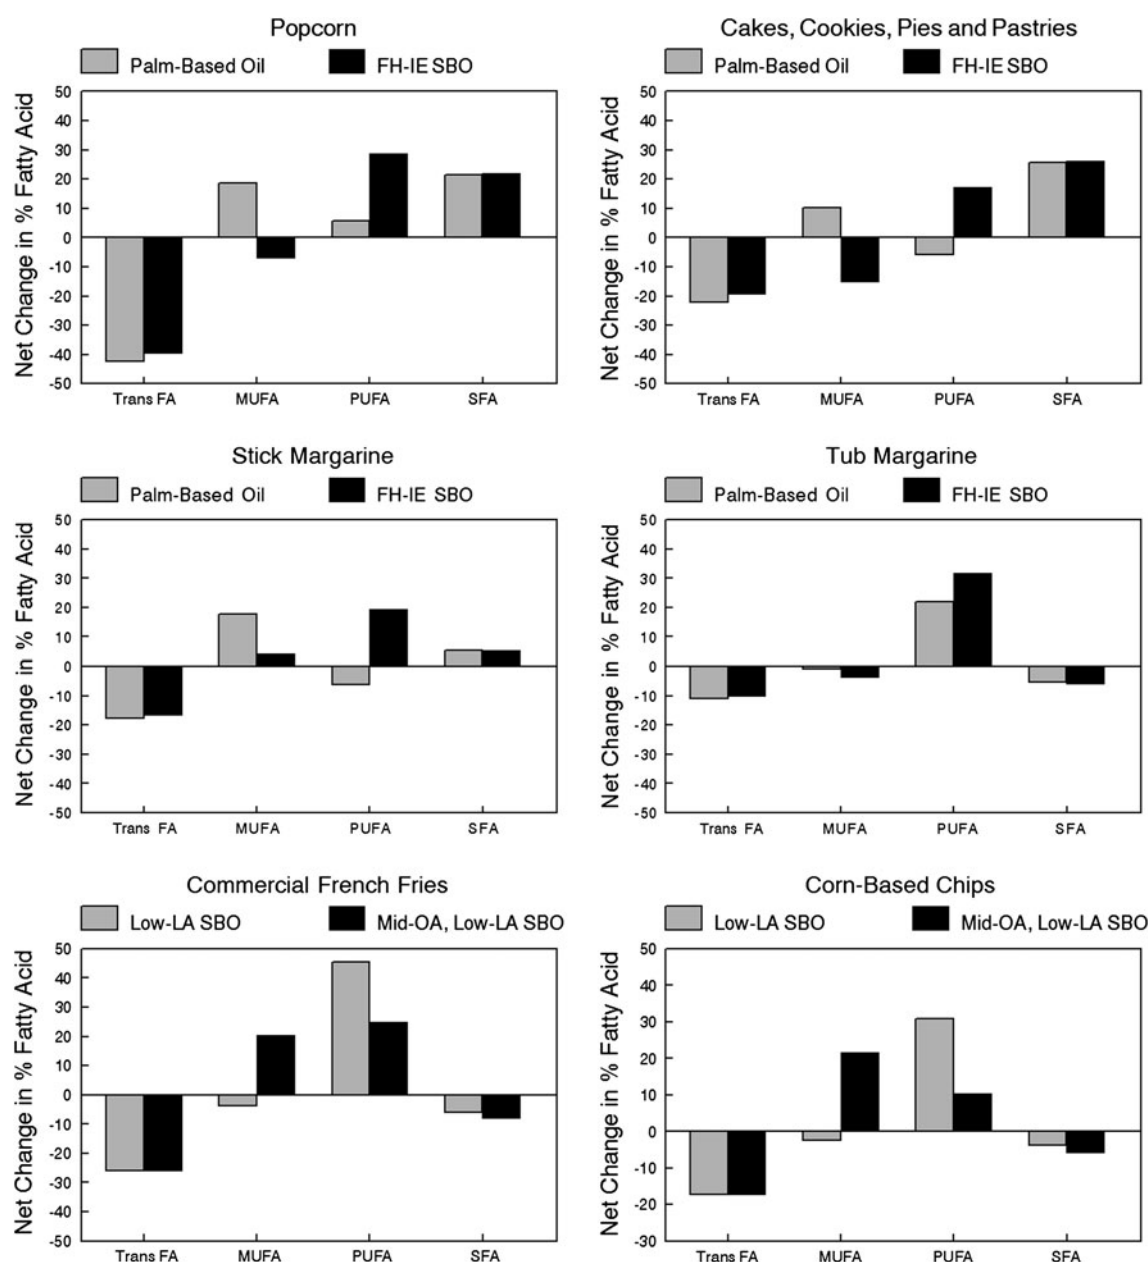 Popcorn
Palm-Based Oil FH-IE SBO
Net Change in % Fatty Acid
50
40
30
20
10
0
-10
-20
-30
-40
-50
Trans FA MUFA PUFA SFA
Cakes, Cookies, Pies and Pastries
Palm-Based Oil FH-IE SBO
Net Change in % Fatty Acid
50
40
30
20
10
0
-10
-20
-30
-40
-50
Trans FA MUFA PUFA SFA
Stick Margarine
Palm-Based Oil FH-IE SBO
Net Change in % Fatty Acid
50
40
30
20
10
0
-10
-20
-30
-40
-50
Trans FA MUFA PUFA SFA
Tub Margarine
Palm-Based Oil FH-IE SBO
Net Change in % Fatty Acid
50
40
30
20
10
0
-10
-20
-30
-40
-50
Trans FA MUFA PUFA SFA
Commercial French Fries
Low-LA SBO Mid-OA, Low-LA SBO
Net Change in % Fatty Acid
50
40
30
20
10
0
-10
-20
-30
-40
-50
Trans FA MUFA PUFA SFA
Corn-Based Chips
Low-LA SBO Mid-OA, Low-LA SBO
Net Change in % Fatty Acid
50
40
30
20
10
0
-10
-20
-30
Trans FA MUFA PUFA SFA